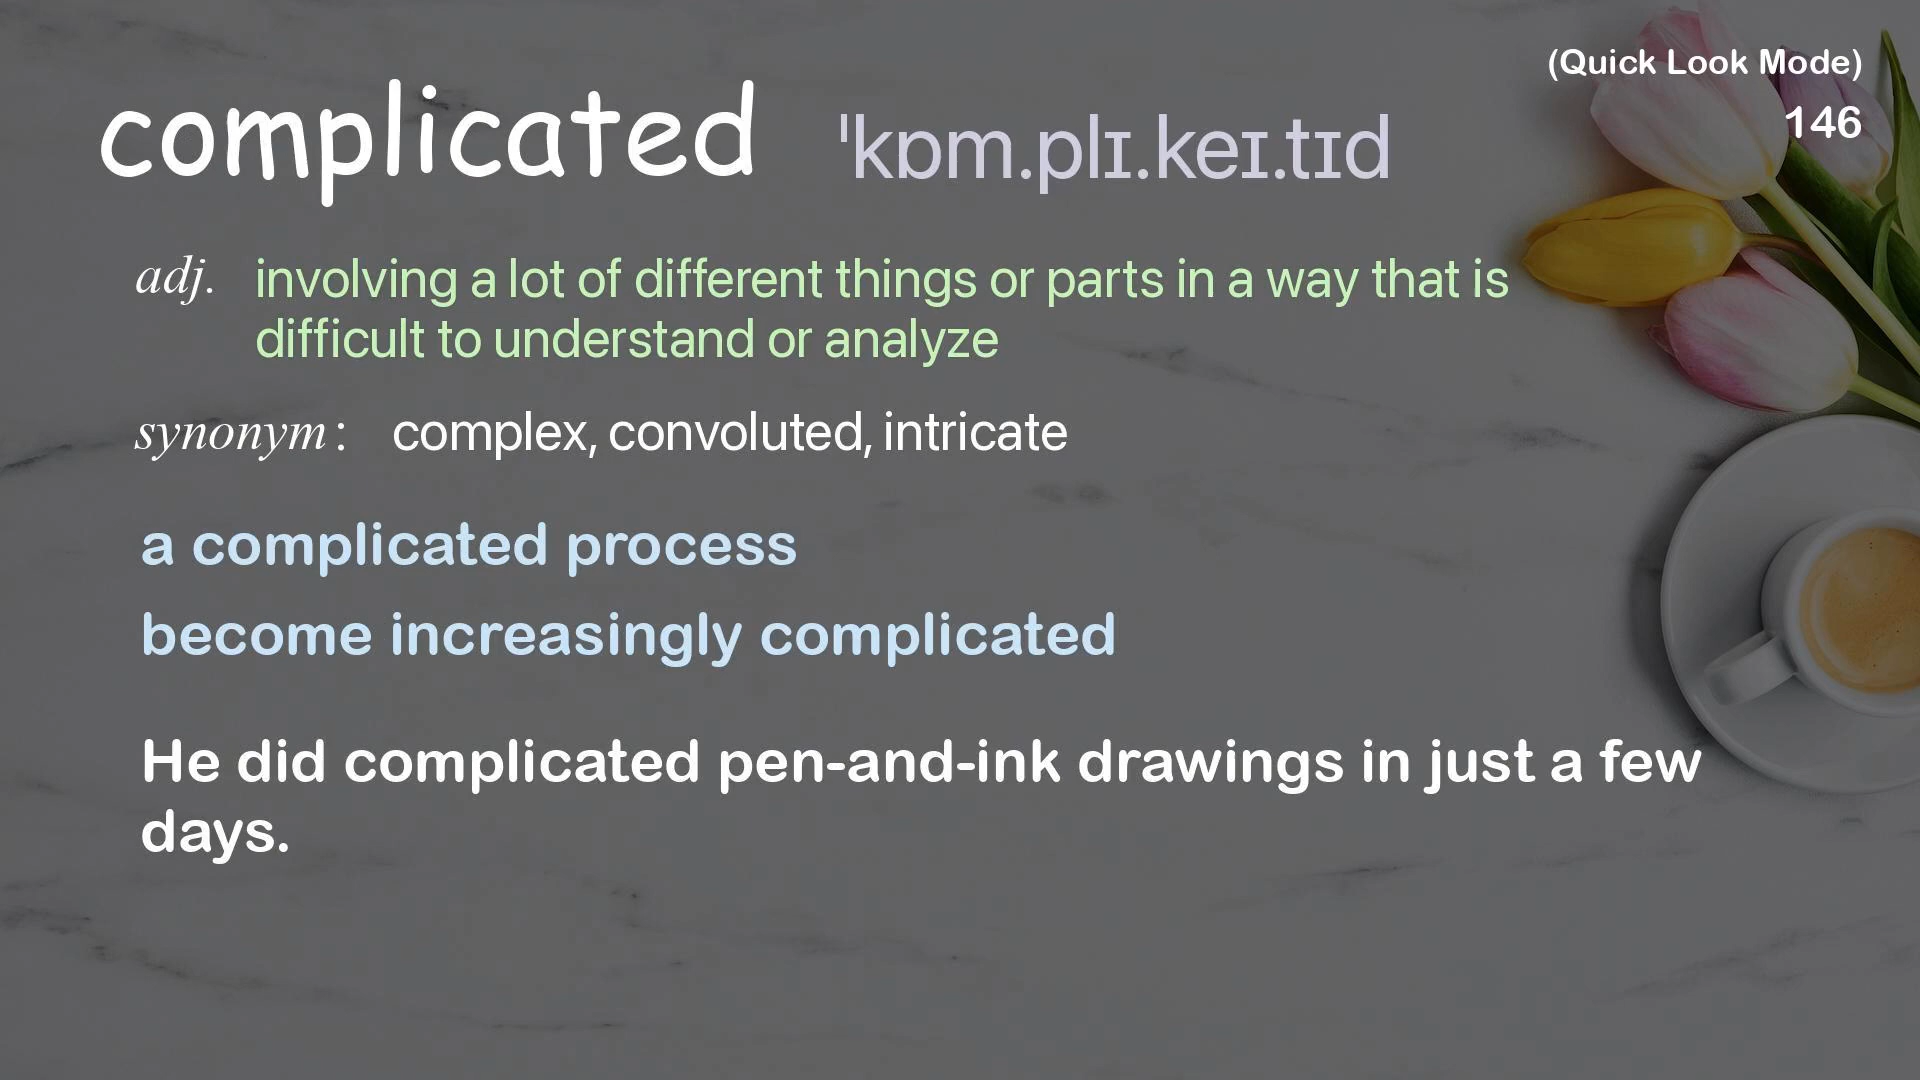 (Quick Look Mode)
146
complicated ˈkɒm.plɪ.keɪ.tɪd
adj. involving a lot of different things or parts in a way that is
difficult to understand or analyze
synonym: complex, convoluted, intricate
a complicated process
become increasingly complicated
He did complicated pen-and-ink drawings in just a few
days.